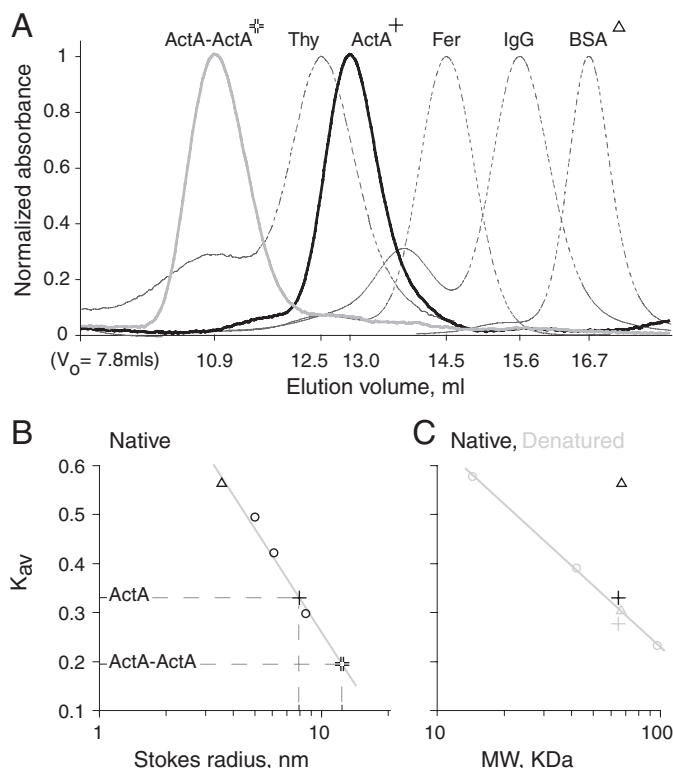 A
ActA-ActA Thy ActA Fer IgG BSA
Normalized absorbance
1
0.8
0.6
0.4
0.2
0
(Vo= 7.8mls) 10.9 12.5 13.0 14.5 15.6 16.7
Elution volume, ml
B Native
Kav
0.6
0.5
0.4
0.3
0.2
0.1
ActA
ActA-ActA
1 10
Stokes radius, nm
C Native, Denatured
10 100
MW, KDa